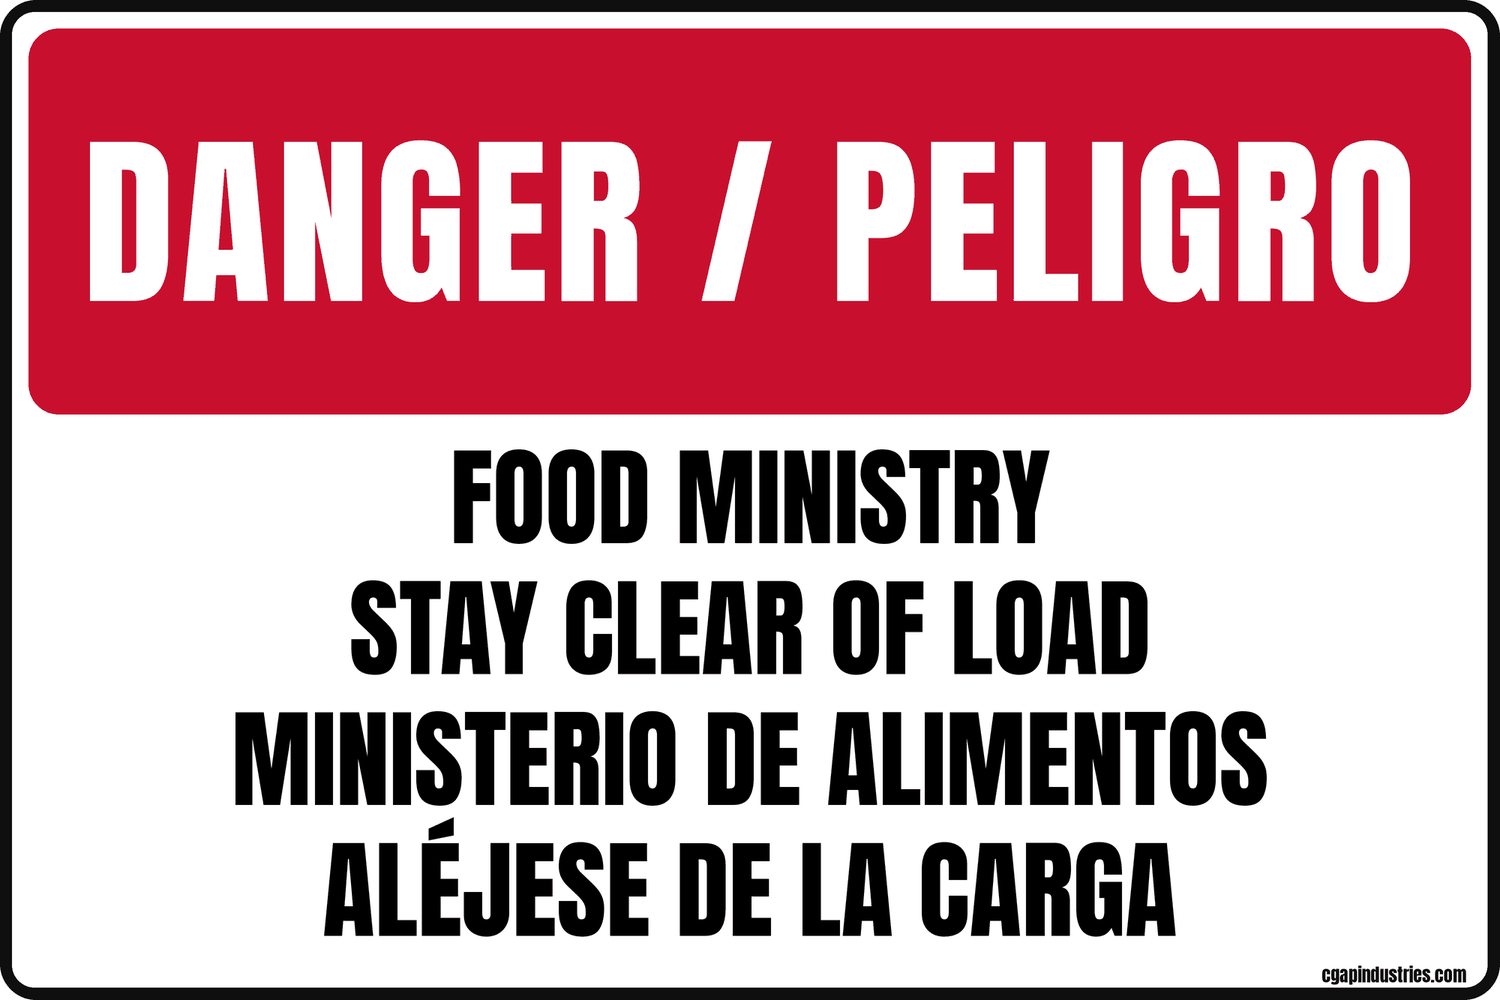 DANGER / PELIGRO
FOOD MINISTRY
STAY CLEAR OF LOAD
MINISTERIO DE ALIMENTOS
ALÉJESE DE LA CARGA
cgapindustries.com